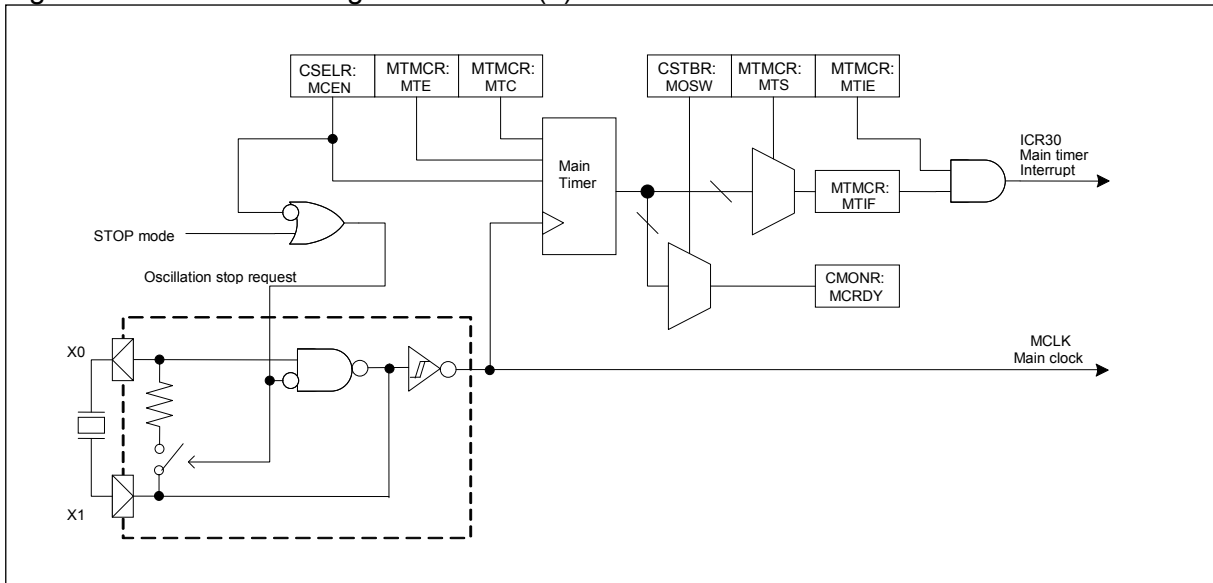 CSELR: MTMCR: MTMCR: CSTBR: MTMCR: MTMCR:
MCEN MTE MTC MOSW MTS MTIE
ICR30
Main timer
Interrupt
Main
Timer
MTMCR:
MTIF
STOP mode
Oscillation stop request
CMONR:
MCRDY
X0
MCLK
Main clock
X1